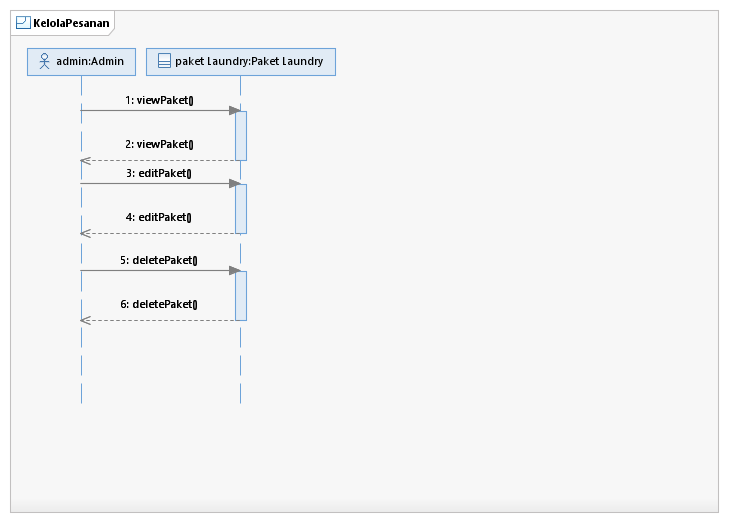 KelolaPesanan
admin:Admin
paket Laundry:Paket Laundry
1: viewPaket()
2: viewPaket()
3: editPaket()
4: editPaket()
5: deletePaket()
6: deletePaket()